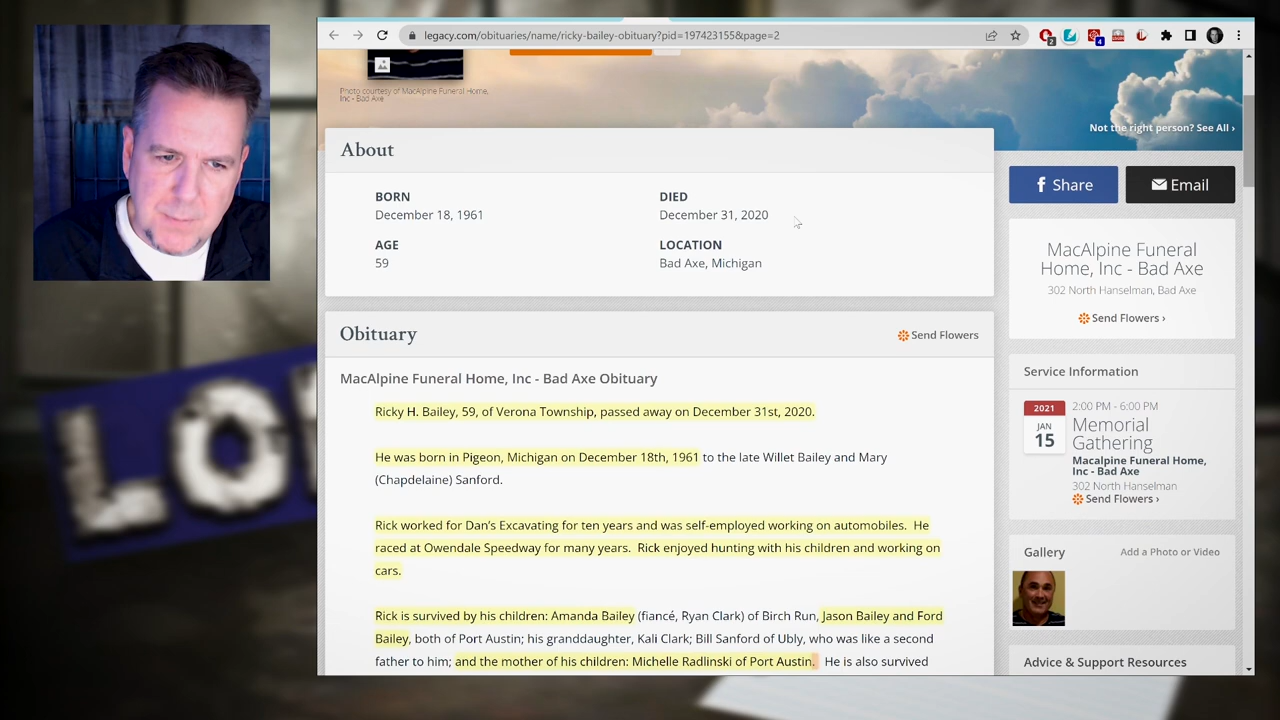 legacy.com/obituaries/name/ricky-bailey-obituary?pid=197423155&page=2
2
4
Photo courtesy of MacAlpine Funeral Home,
Inc - Bad Axe
Not the right person? See All ›
About
BORN
December 18, 1961
DIED
December 31, 2020
AGE
59
LOCATION
Bad Axe, Michigan
Obituary
Send Flowers
MacAlpine Funeral Home, Inc - Bad Axe Obituary
Ricky H. Bailey, 59, of Verona Township, passed away on December 31st, 2020.
He was born in Pigeon, Michigan on December 18th, 1961 to the late Willet Bailey and Mary
(Chapdelaine) Sanford.
Rick worked for Dan’s Excavating for ten years and was self-employed working on automobiles. He
raced at Owendale Speedway for many years. Rick enjoyed hunting with his children and working on
cars.
Rick is survived by his children: Amanda Bailey (fiancé, Ryan Clark) of Birch Run, Jason Bailey and Ford
Bailey, both of Port Austin; his granddaughter, Kali Clark; Bill Sanford of Ubly, who was like a second
father to him; and the mother of his children: Michelle Radlinski of Port Austin. He is also survived
Share
Email
MacAlpine Funeral
Home, Inc - Bad Axe
302 North Hanselman, Bad Axe
Send Flowers ›
Service Information
2021
JAN
15
2:00 PM - 6:00 PM
Memorial
Gathering
Macalpine Funeral Home,
Inc - Bad Axe
302 North Hanselman
Send Flowers ›
Gallery
Add a Photo or Video
Advice & Support Resources